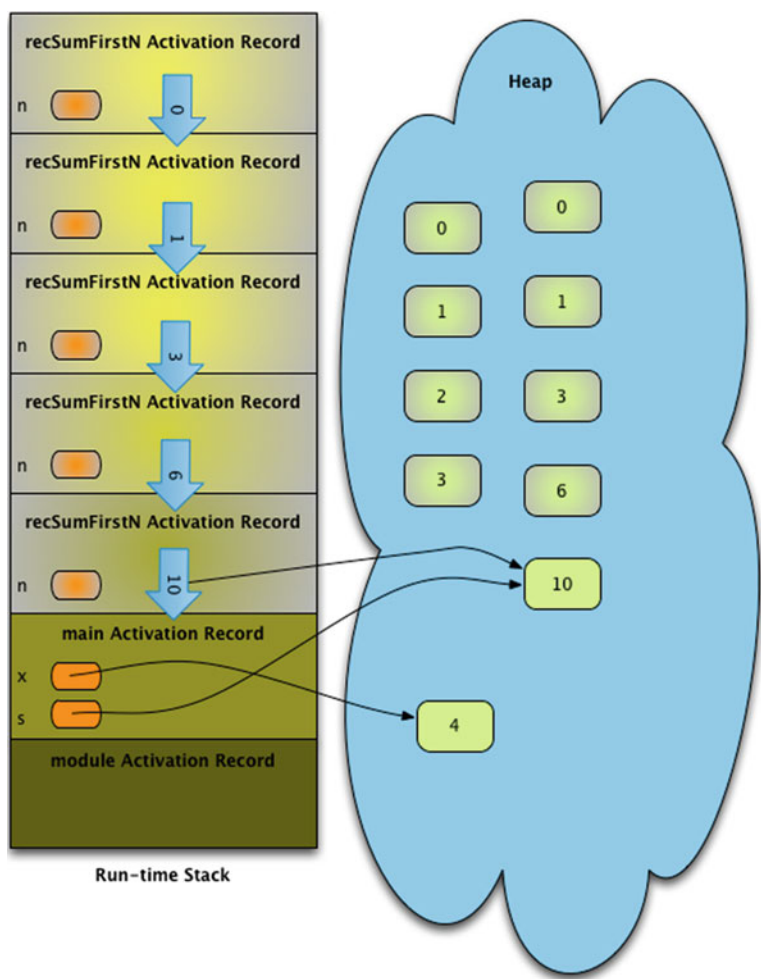 recSumFirstN Activation Record
n
0
recSumFirstN Activation Record
n
1
recSumFirstN Activation Record
n
3
recSumFirstN Activation Record
n
6
recSumFirstN Activation Record
n
10
main Activation Record
x
s
module Activation Record
Run-time Stack
Heap
0
0
1
1
2
3
3
6
10
4